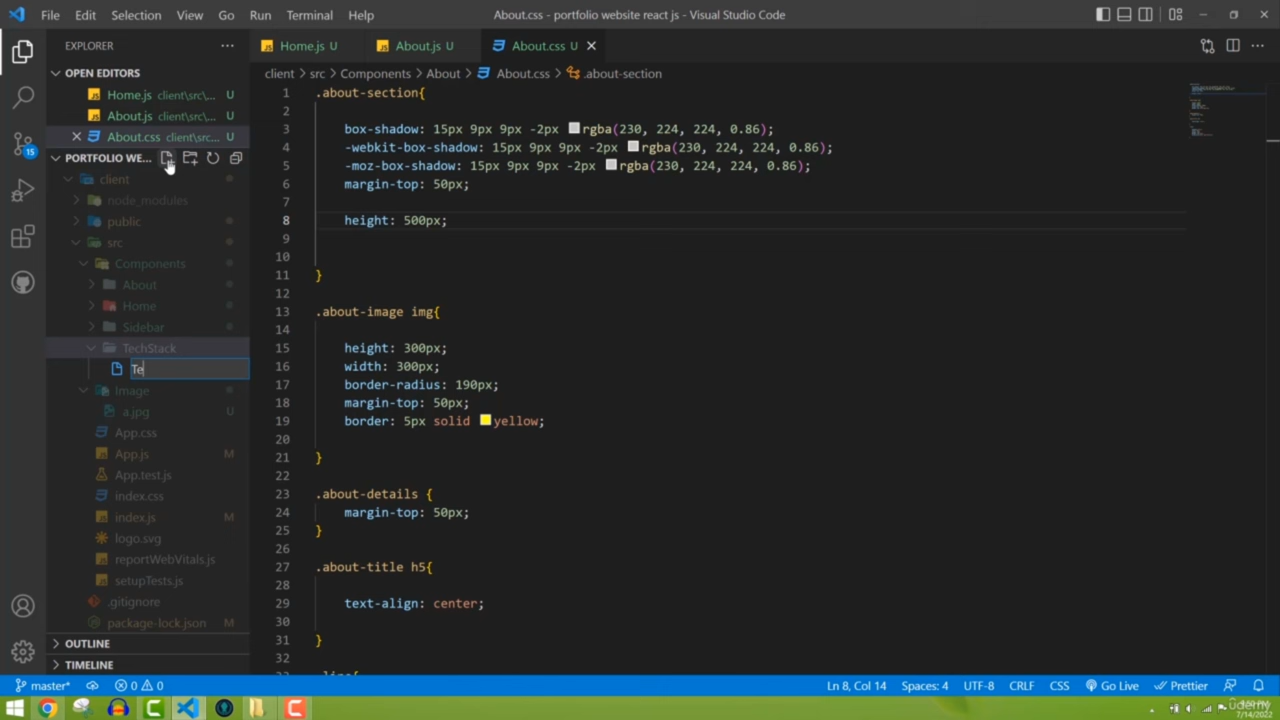 File Edit Selection View Go Run Terminal Help
About.css - portfolio website react js - Visual Studio Code
EXPLORER
OPEN EDITORS
Home.js client\src\... U
About.js client\src\... U
About.css client\src... U
PORTFOLIO WE...
client
node_modules
public
src
Components
About
Home
Sidebar
TechStack
Te
Image
a.jpg U
App.css
App.js M
App.test.js
index.css
index.js M
logo.svg
reportWebVitals.js
setupTests.js
.gitignore
package-lock.json
OUTLINE
TIMELINE
15
Home.js U About.js U About.css U
client > src > Components > About > About.css > .about-section
1 .about-section{
2
3 box-shadow: 15px 9px 9px -2px rgba(230, 224, 224, 0.86);
4 -webkit-box-shadow: 15px 9px 9px -2px rgba(230, 224, 224, 0.86);
5 -moz-box-shadow: 15px 9px 9px -2px rgba(230, 224, 224, 0.86);
6 margin-top: 50px;
7
8 height: 500px;
9
10
11 }
12
13 .about-image img{
14
15 height: 300px;
16 width: 300px;
17 border-radius: 190px;
18 margin-top: 50px;
19 border: 5px solid yellow;
20
21 }
22
23 .about-details {
24 margin-top: 50px;
25 }
26
27 .about-title h5{
28
29 text-align: center;
30
31 }
32
master* 0 0 Ln 8, Col 14 Spaces: 4 UTF-8 CRLF CSS Go Live Prettier
udemy
7/14/2022